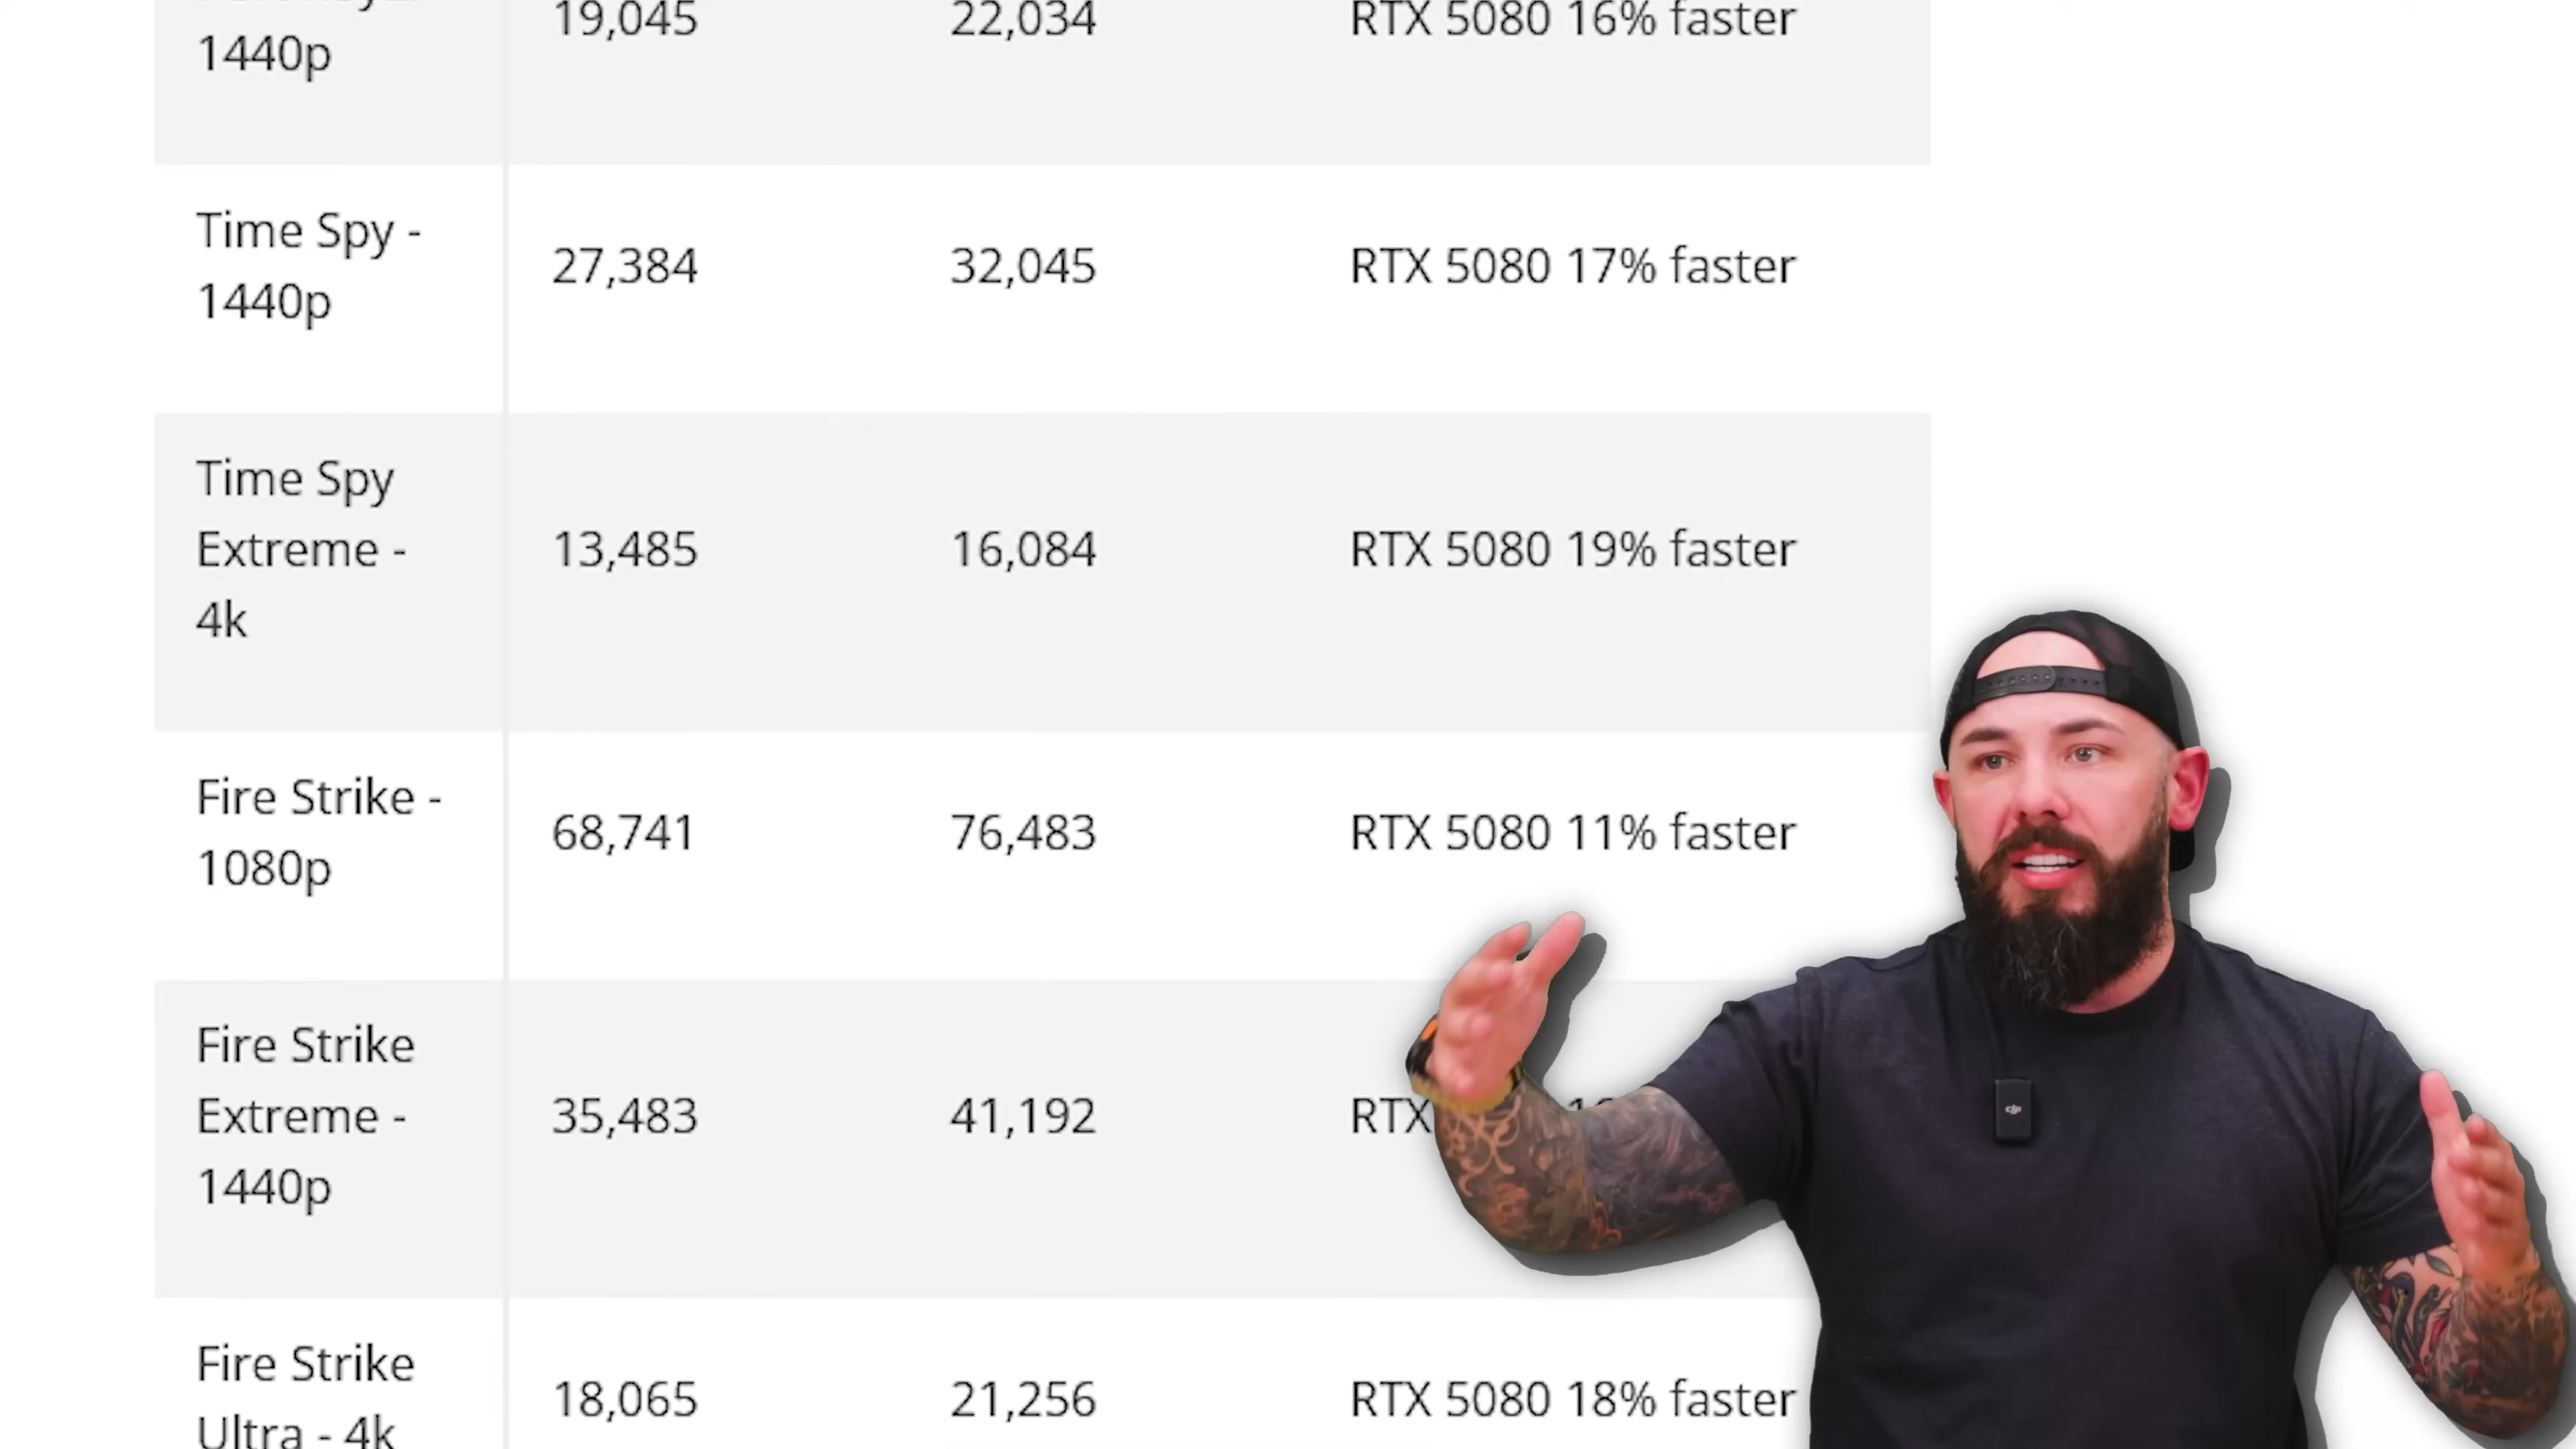 19,045 22,034 RTX 5080 16% faster
1440p
Time Spy -
1440p
27,384 32,045 RTX 5080 17% faster
Time Spy
Extreme -
4k
13,485 16,084 RTX 5080 19% faster
Fire Strike -
1080p
68,741 76,483 RTX 5080 11% faster
Fire Strike
Extreme -
1440p
35,483 41,192 RTX
Fire Strike
Ultra - 4k
18,065 21,256 RTX 5080 18% faster
dji